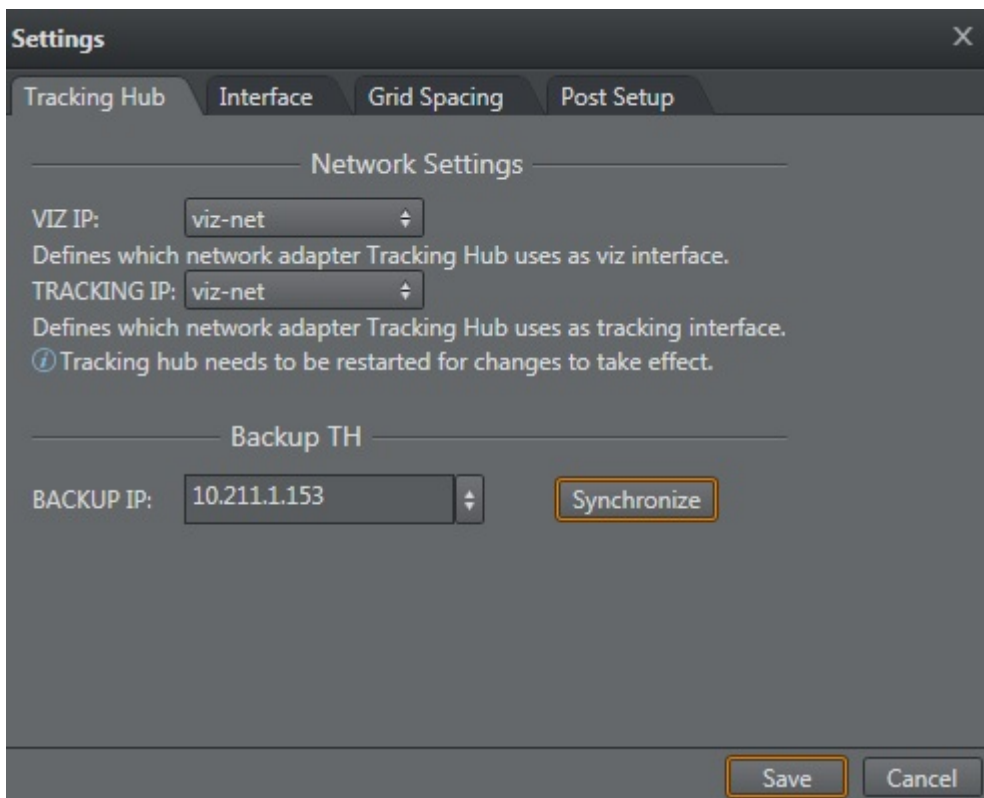 Settings
Tracking Hub Interface Grid Spacing Post Setup
Network Settings
VIZ IP: viz-net
Defines which network adapter Tracking Hub uses as viz interface.
TRACKING IP: viz-net
Defines which network adapter Tracking Hub uses as tracking interface.
Tracking hub needs to be restarted for changes to take effect.
Backup TH
BACKUP IP: 10.211.1.153 Synchronize
Save Cancel